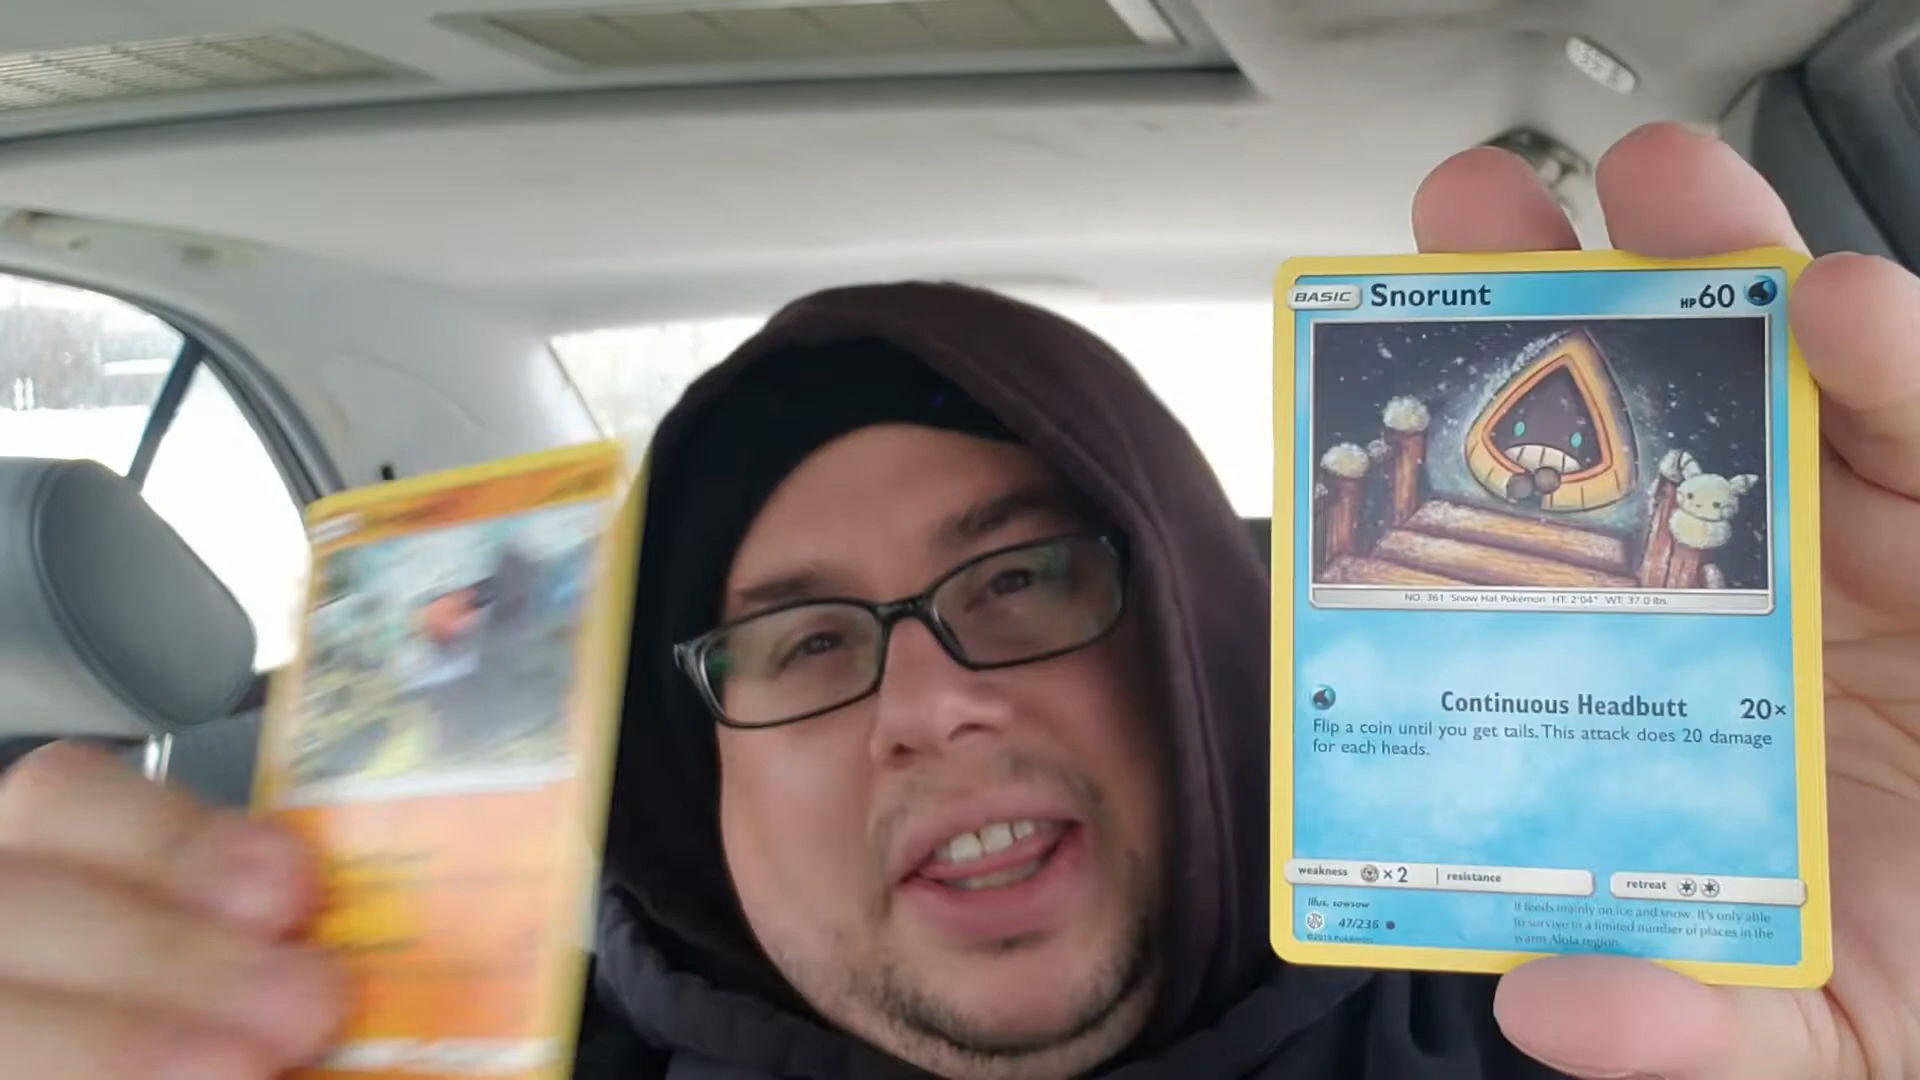 BASIC Snorunt HP60
NO. 361 Snow Hat Pokémon HT: 2'04" WT: 37.0 lbs.
Continuous Headbutt 20×
Flip a coin until you get tails. This attack does 20 damage
for each heads.
weakness ×2 resistance retreat
Illus. sowsow
47/236
©2019 Pokémon
It feeds mainly on ice and snow. It's only able
to survive in a limited number of places in the
warm Alola region.